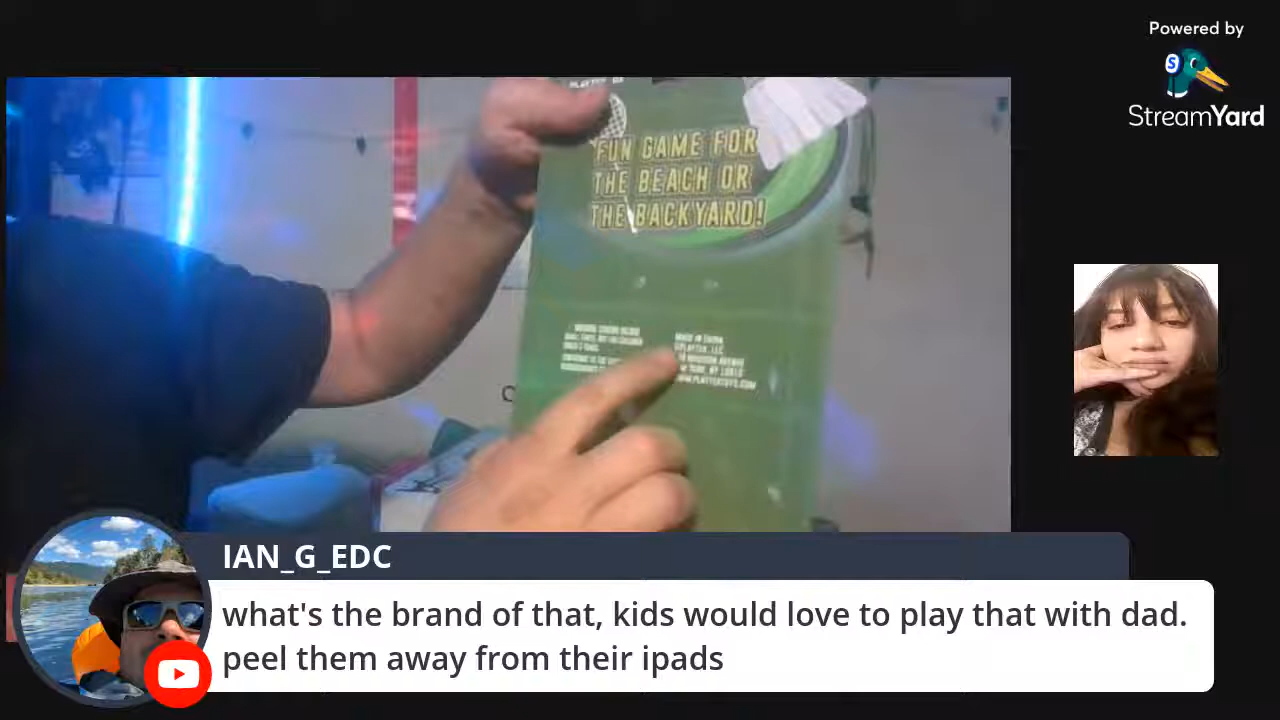 Powered by
StreamYard
FUN GAME FOR
THE BEACH OR
THE BACKYARD!
MADE IN CHINA
IAN_G_EDC
what's the brand of that, kids would love to play that with dad.
peel them away from their ipads